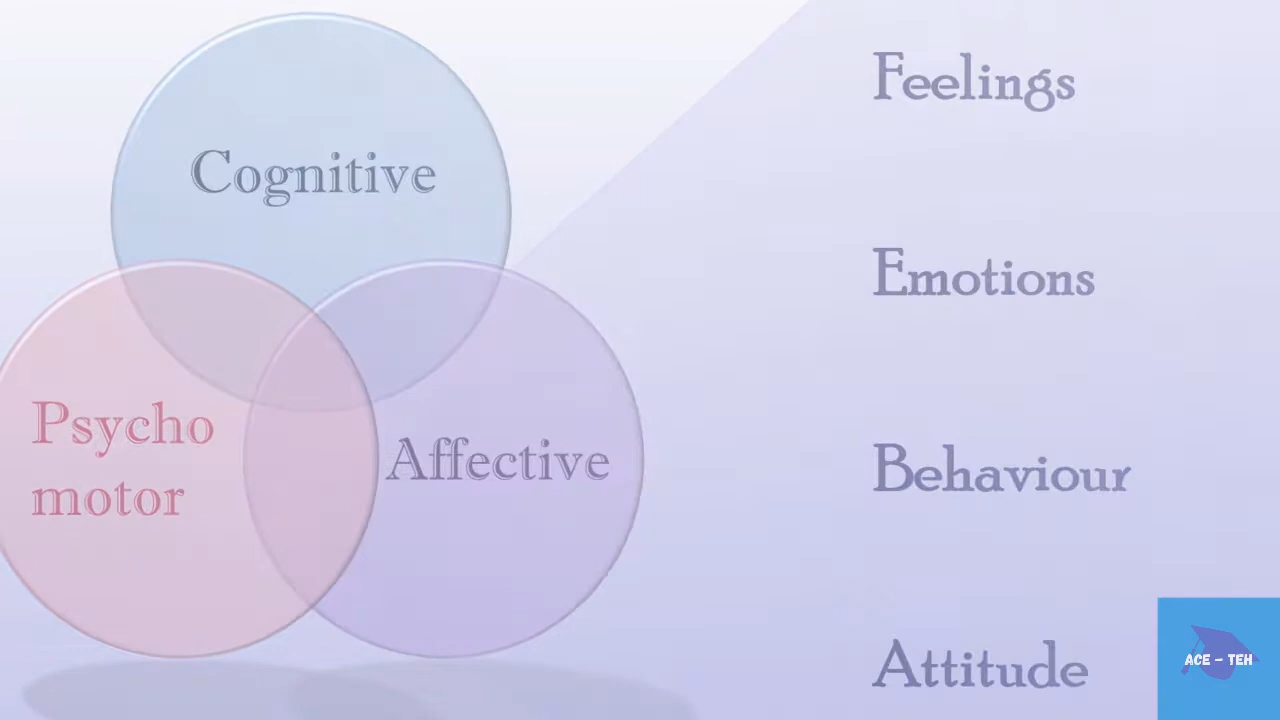 Cognitive
Psycho
motor
Affective
Feelings
Emotions
Behaviour
Attitude
ACE – TEH